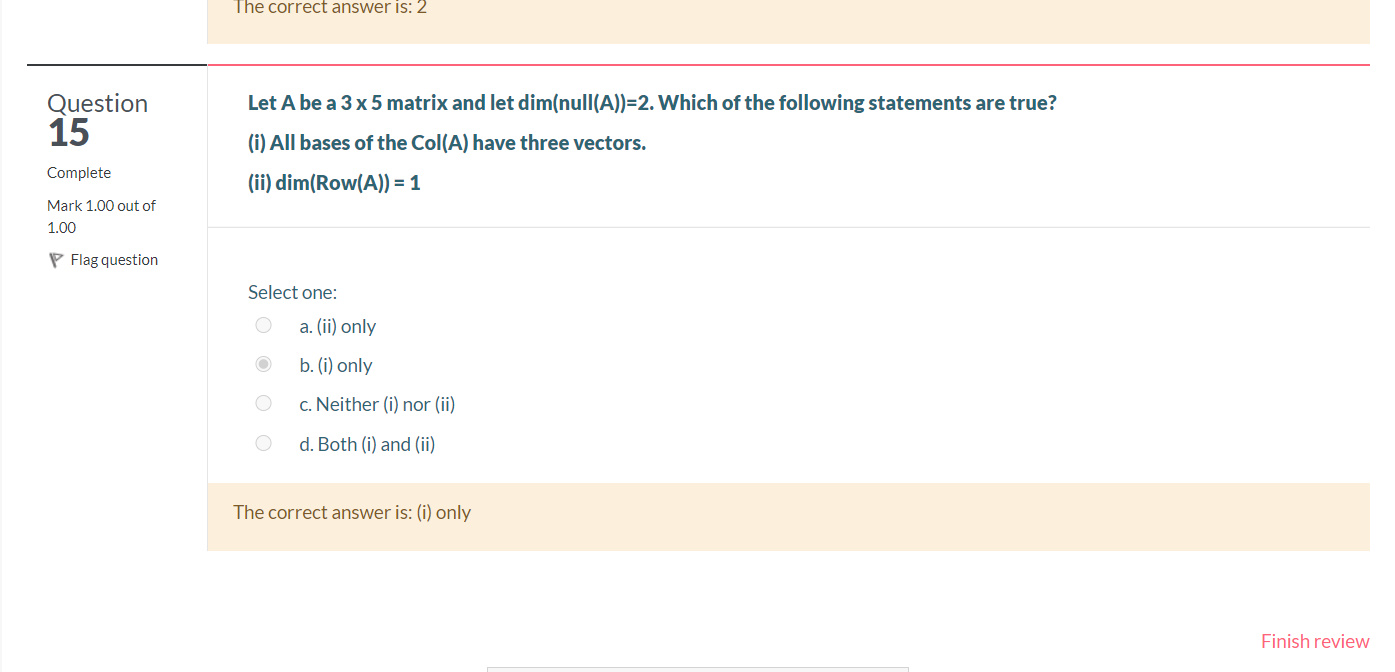 The correct answer is: 2
Question
15
Complete
Mark 1.00 out of
1.00
Flag question
Let A be a 3 x 5 matrix and let dim(null(A))=2. Which of the following statements are true?
(i) All bases of the Col(A) have three vectors.
(ii) dim(Row(A)) = 1
Select one:
a. (ii) only
b. (i) only
c. Neither (i) nor (ii)
d. Both (i) and (ii)
The correct answer is: (i) only
Finish review